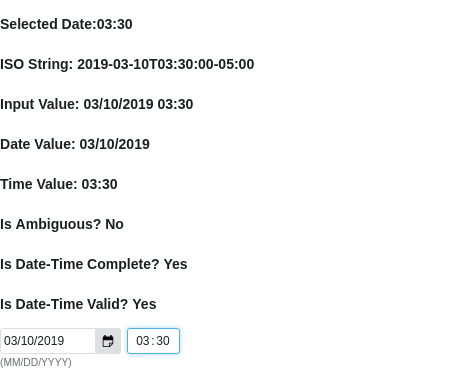 Selected Date:03:30
ISO String: 2019-03-10T03:30:00-05:00
Input Value: 03/10/2019 03:30
Date Value: 03/10/2019
Time Value: 03:30
Is Ambiguous? No
Is Date-Time Complete? Yes
Is Date-Time Valid? Yes
03/10/2019 03:30
(MM/DD/YYYY)